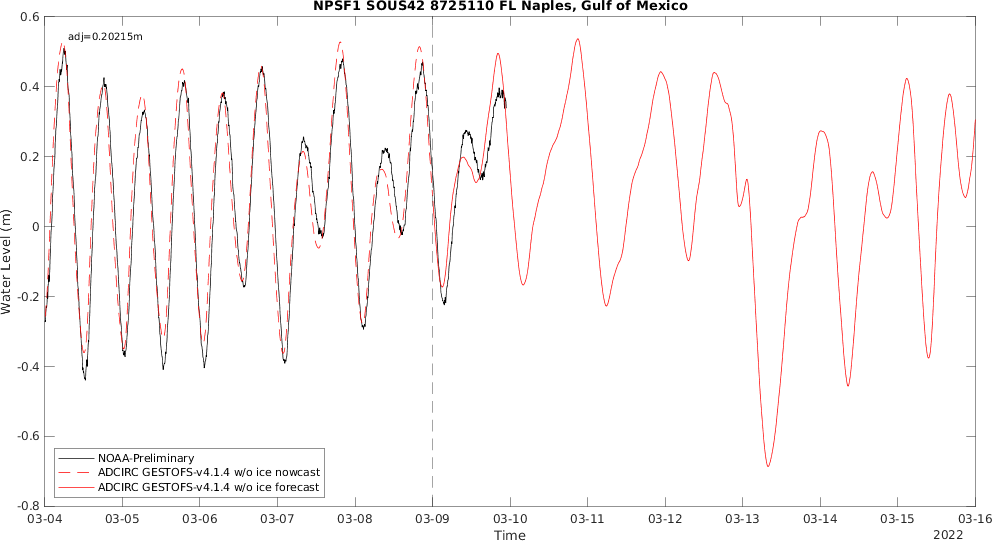 NPSF1 SOUS42 8725110 FL Naples, Gulf of Mexico
adj=0.20215m
0.6
0.4
0.2
0
-0.2
-0.4
-0.6
-0.8
Water Level (m)
NOAA-Preliminary
ADCIRC GESTOFS-v4.1.4 w/o ice nowcast
ADCIRC GESTOFS-v4.1.4 w/o ice forecast
03-04 03-05 03-06 03-07 03-08 03-09 03-10 03-11 03-12 03-13 03-14 03-15 03-16
Time
2022